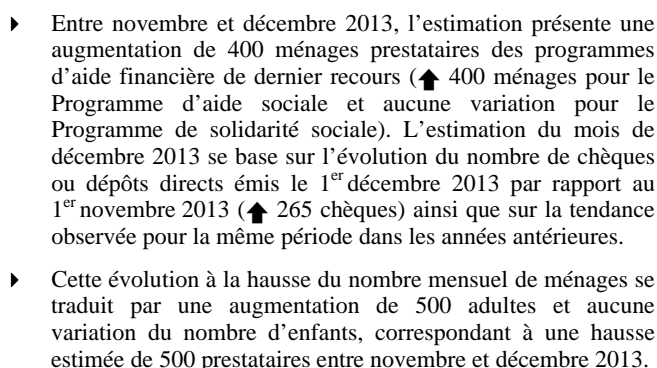 Entre novembre et décembre 2013, l'estimation présente une
augmentation de 400 ménages prestataires des programmes
d'aide financière de dernier recours (🡅 400 ménages pour le
Programme d'aide sociale et aucune variation pour le
Programme de solidarité sociale). L'estimation du mois de
décembre 2013 se base sur l'évolution du nombre de chèques
ou dépôts directs émis le 1er décembre 2013 par rapport au
1er novembre 2013 (🡅 265 chèques) ainsi que sur la tendance
observée pour la même période dans les années antérieures.
Cette évolution à la hausse du nombre mensuel de ménages se
traduit par une augmentation de 500 adultes et aucune
variation du nombre d'enfants, correspondant à une hausse
estimée de 500 prestataires entre novembre et décembre 2013.